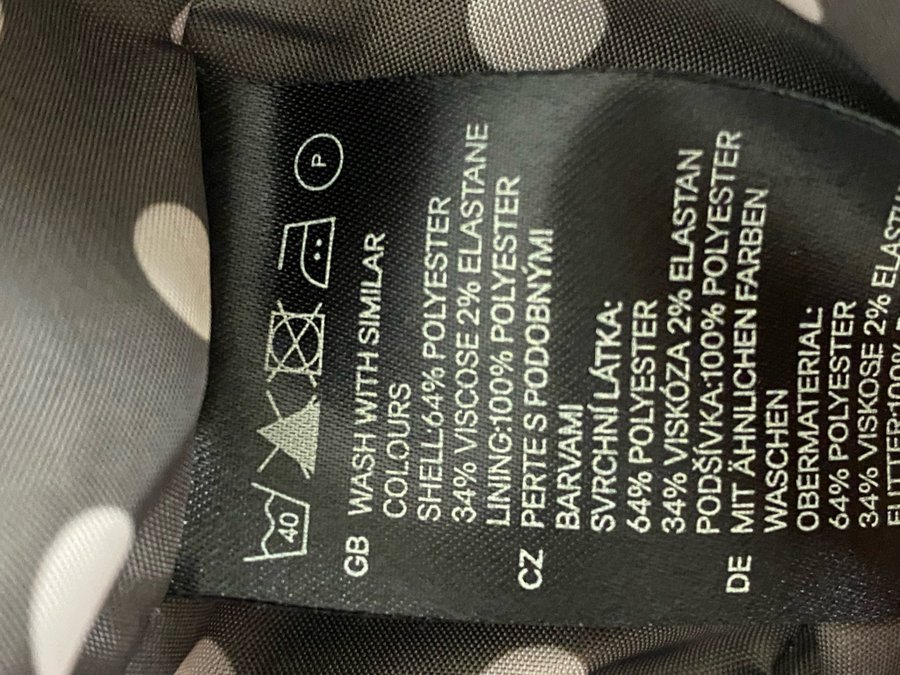 40 P
GB WASH WITH SIMILAR
COLOURS
SHELL:64% POLYESTER
34% VISCOSE 2% ELASTANE
LINING:100% POLYESTER
CZ PERTE S PODOBNÝMI
BARVAMI
SVRCHNÍ LÁTKA:
64% POLYESTER
34% VISKÓZA 2% ELASTAN
PODŠÍVKA:100% POLYESTER
DE MIT ÄHNLICHEN FARBEN
WASCHEN
OBERMATERIAL:
64% POLYESTER
34% VISKOSE 2%